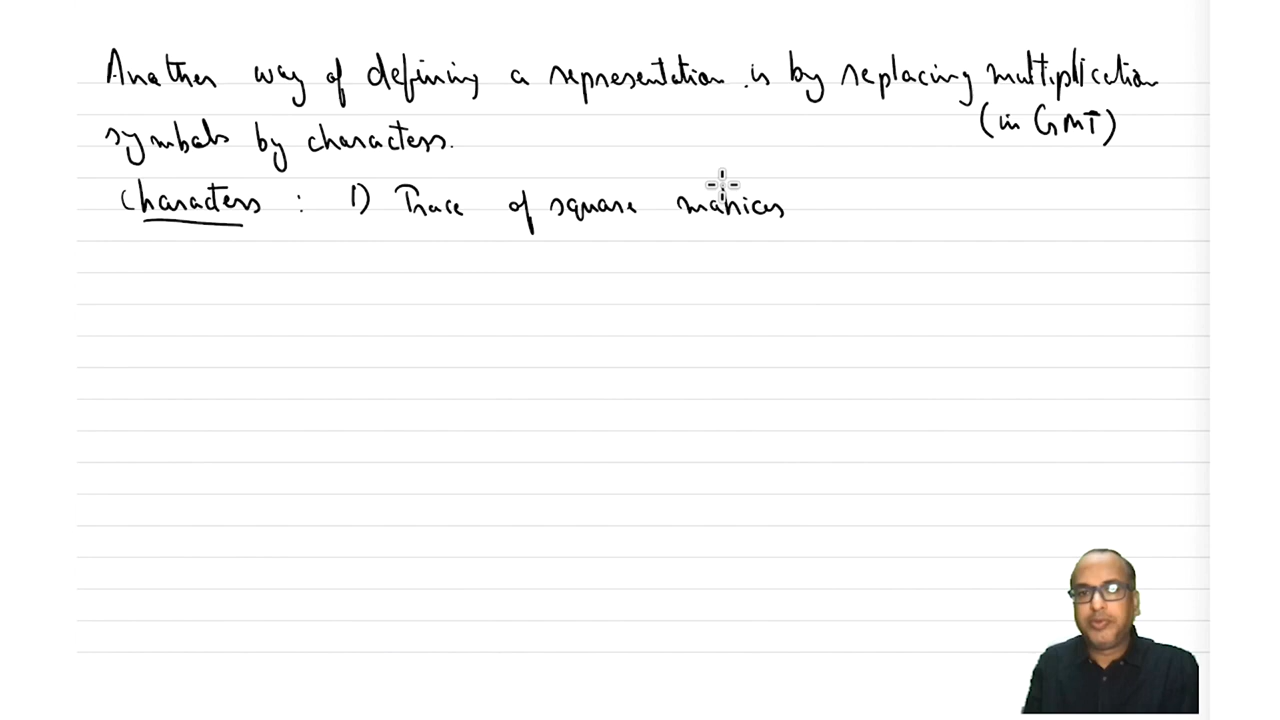 Another way of defining a representation is by replacing multiplication
symbols by characters. (in GMT)
Characters : 1) Trace of square matrices